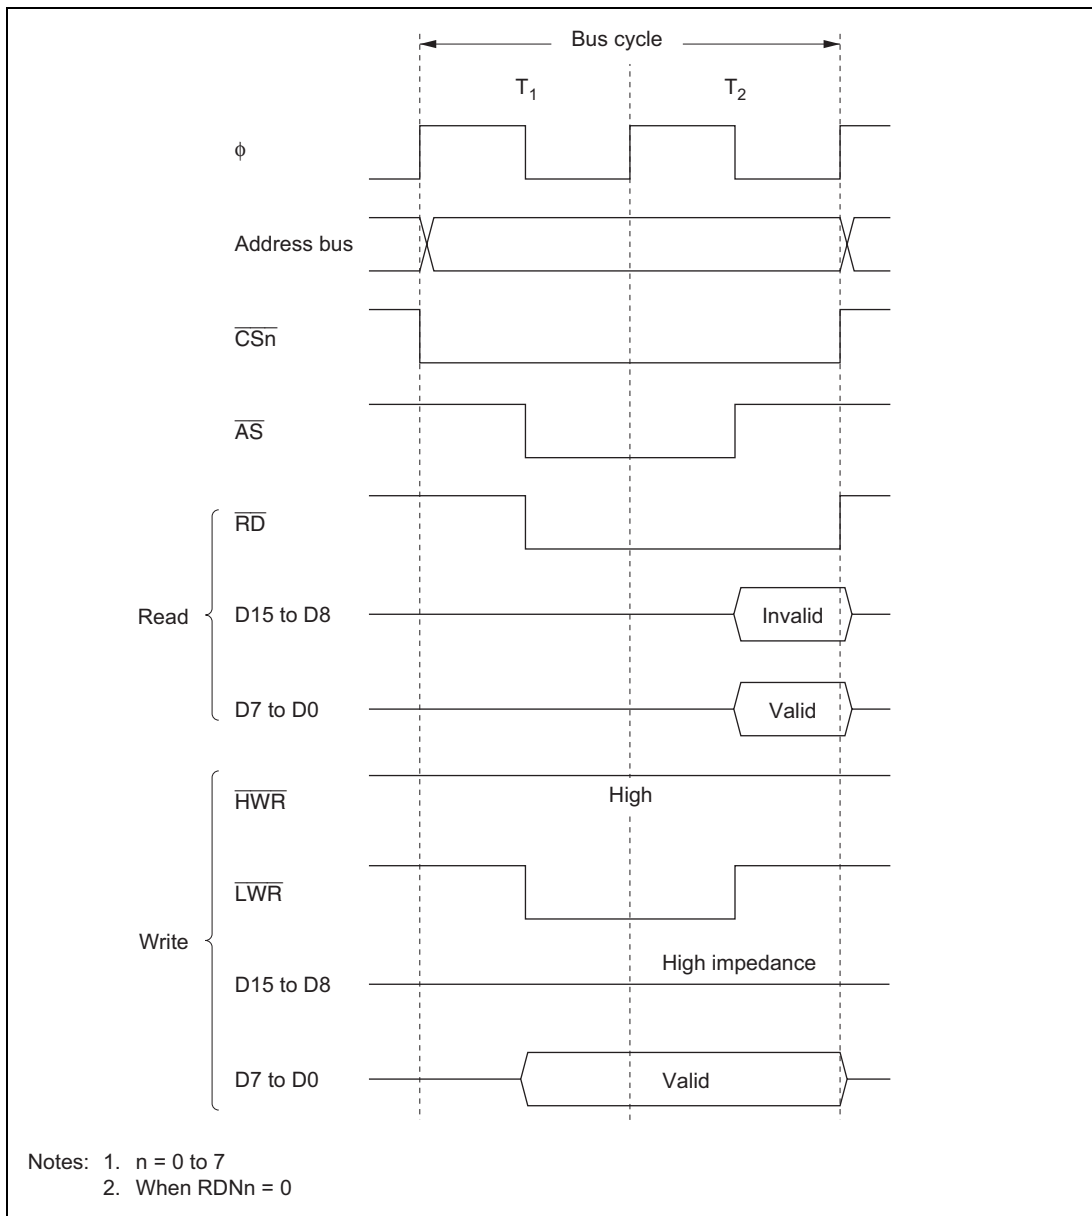 Bus cycle
T1 T2
ϕ
Address bus
CSn
AS
RD
Read D15 to D8 Invalid
D7 to D0 Valid
HWR High
LWR
Write
High impedance
D15 to D8
D7 to D0 Valid
Notes: 1. n = 0 to 7
2. When RDNn = 0